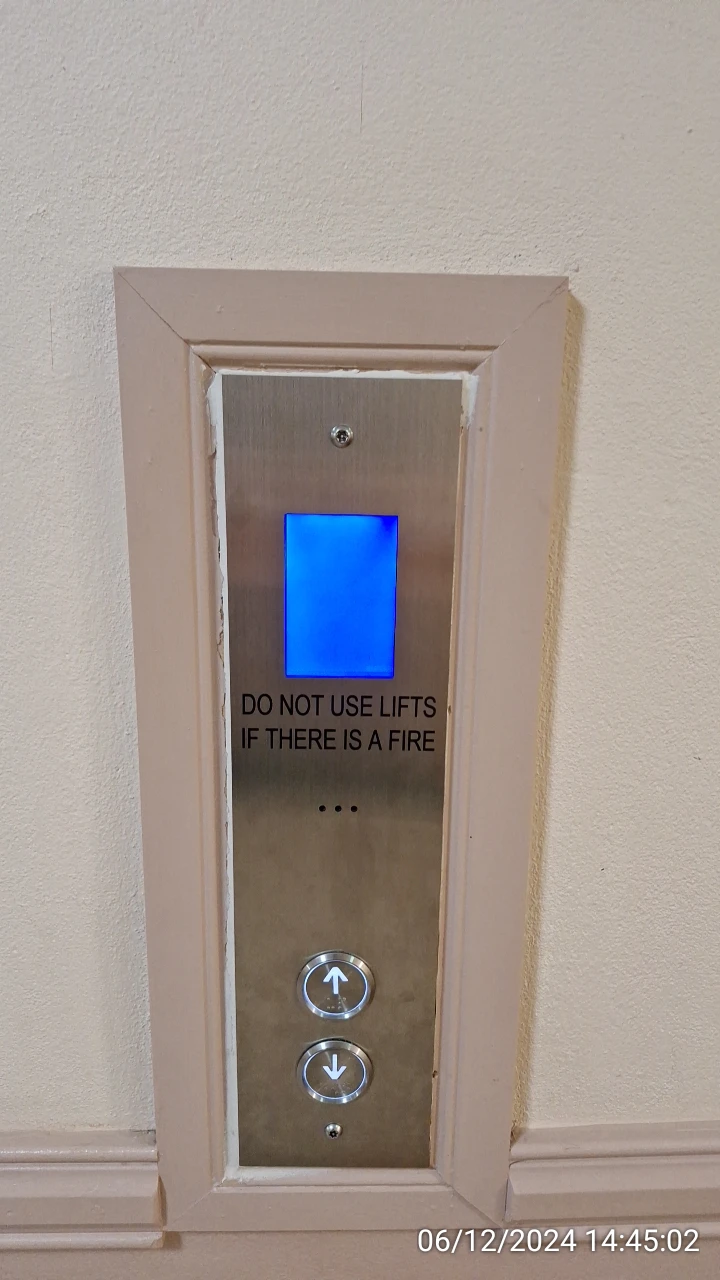 DO NOT USE LIFTS
IF THERE IS A FIRE
06/12/2024 14:45:02